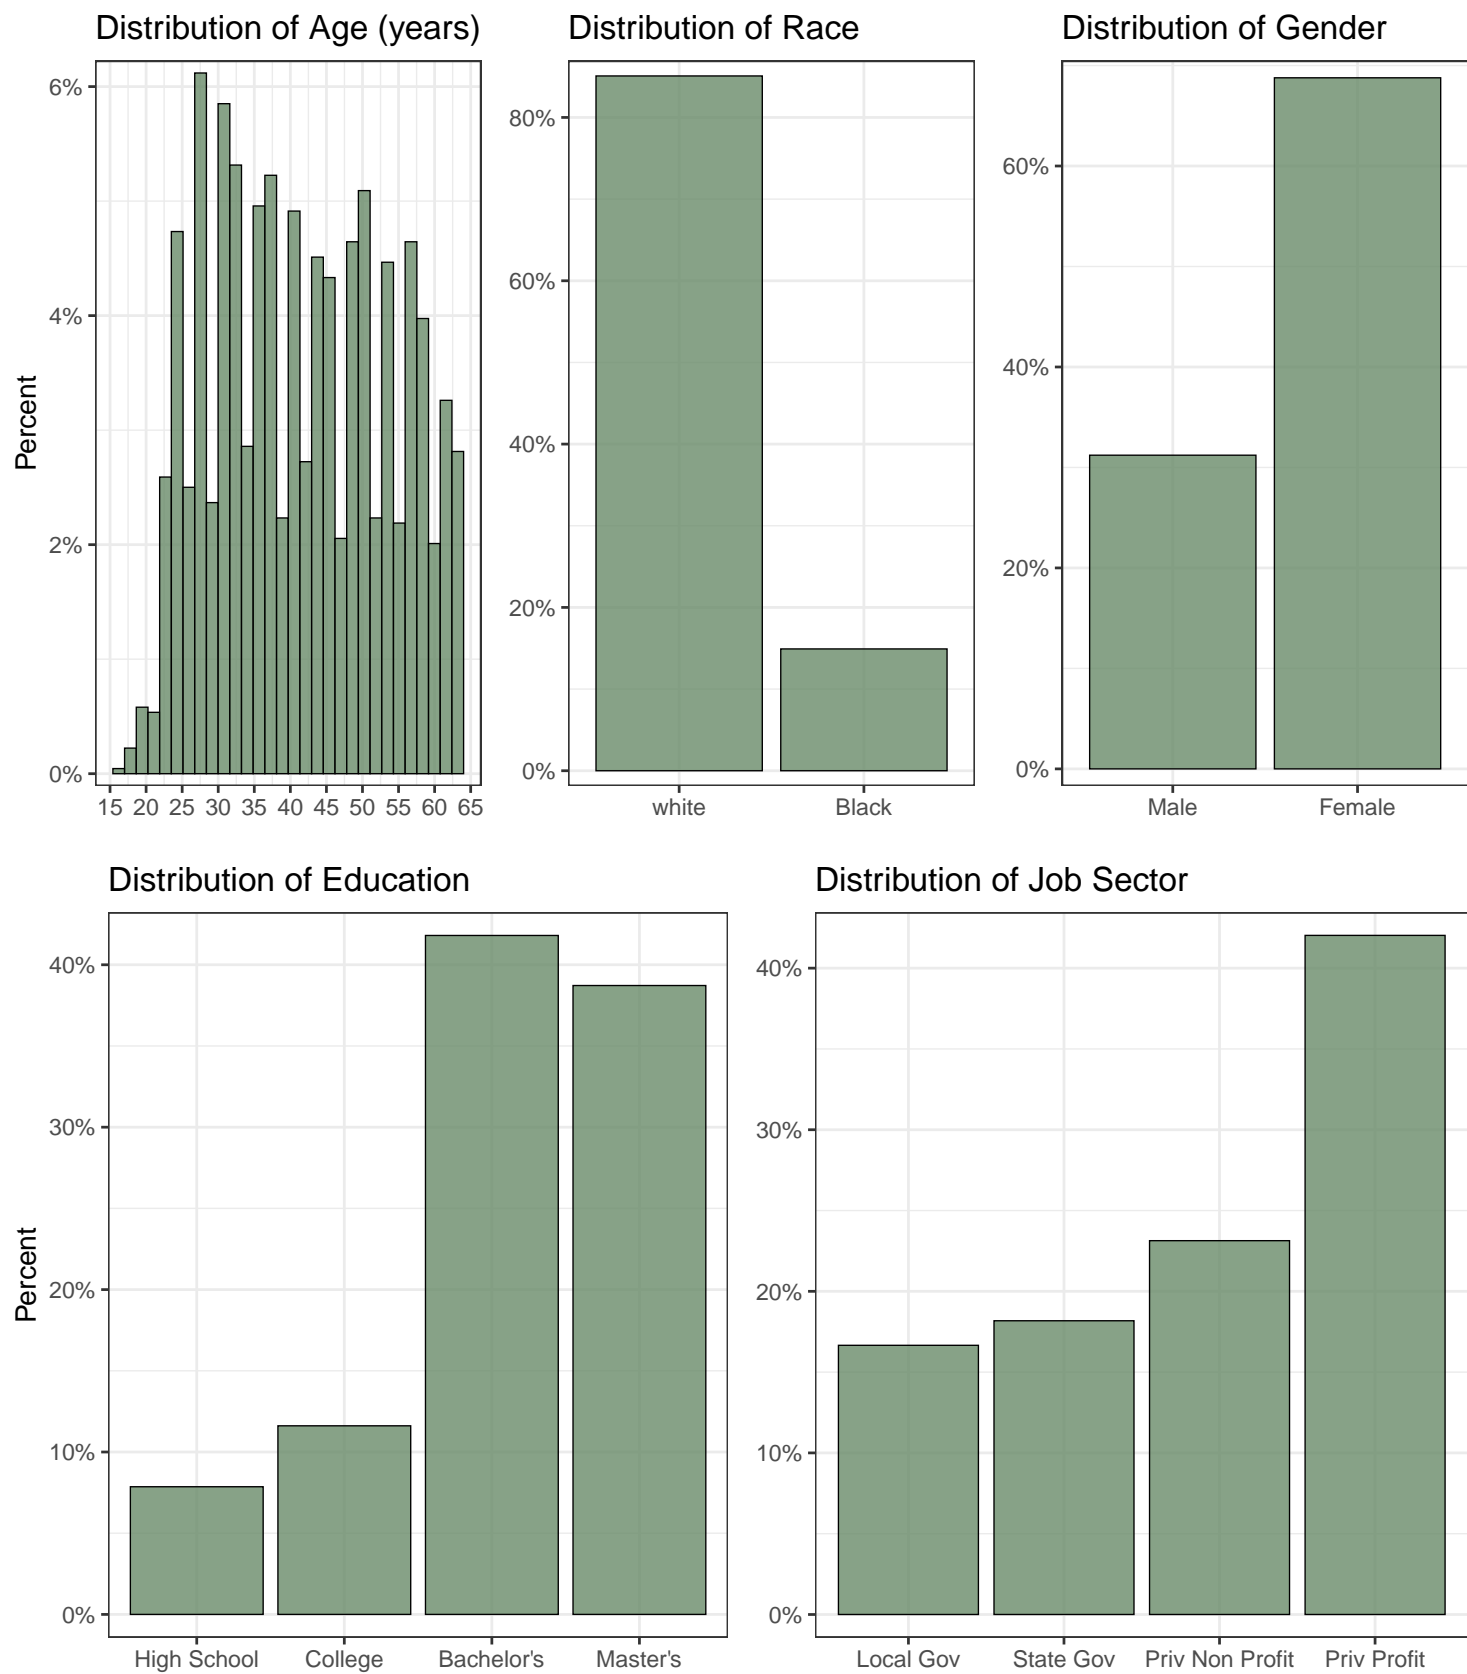 Distribution of Age (years)
Percent
6%
4%
2%
0%
15 20 25 30 35 40 45 50 55 60 65
Distribution of Race
80%
60%
40%
20%
0%
white Black
Distribution of Gender
60%
40%
20%
0%
Male Female
Distribution of Education
Percent
40%
30%
20%
10%
0%
High School College Bachelor's Master's
Distribution of Job Sector
40%
30%
20%
10%
0%
Local Gov State Gov Priv Non Profit Priv Profit